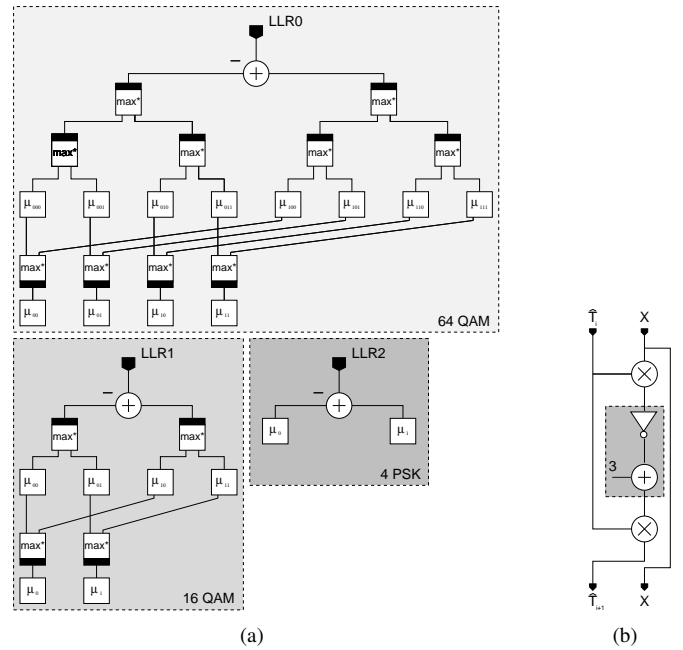 LLR0
−
+
max* max*
max* max* max* max*
μ000 μ001 μ010 μ011 μ100 μ101 μ110 μ111
max* max* max* max*
μ00 μ01 μ10 μ11
64 QAM
LLR1
−
+
max* max*
μ00 μ01 μ10 μ11
max* max*
μ0 μ1
16 QAM
LLR2
−
+
μ0 μ1
4 PSK
(a)
T̂i X
×
3
+
×
T̂i+1 X
(b)